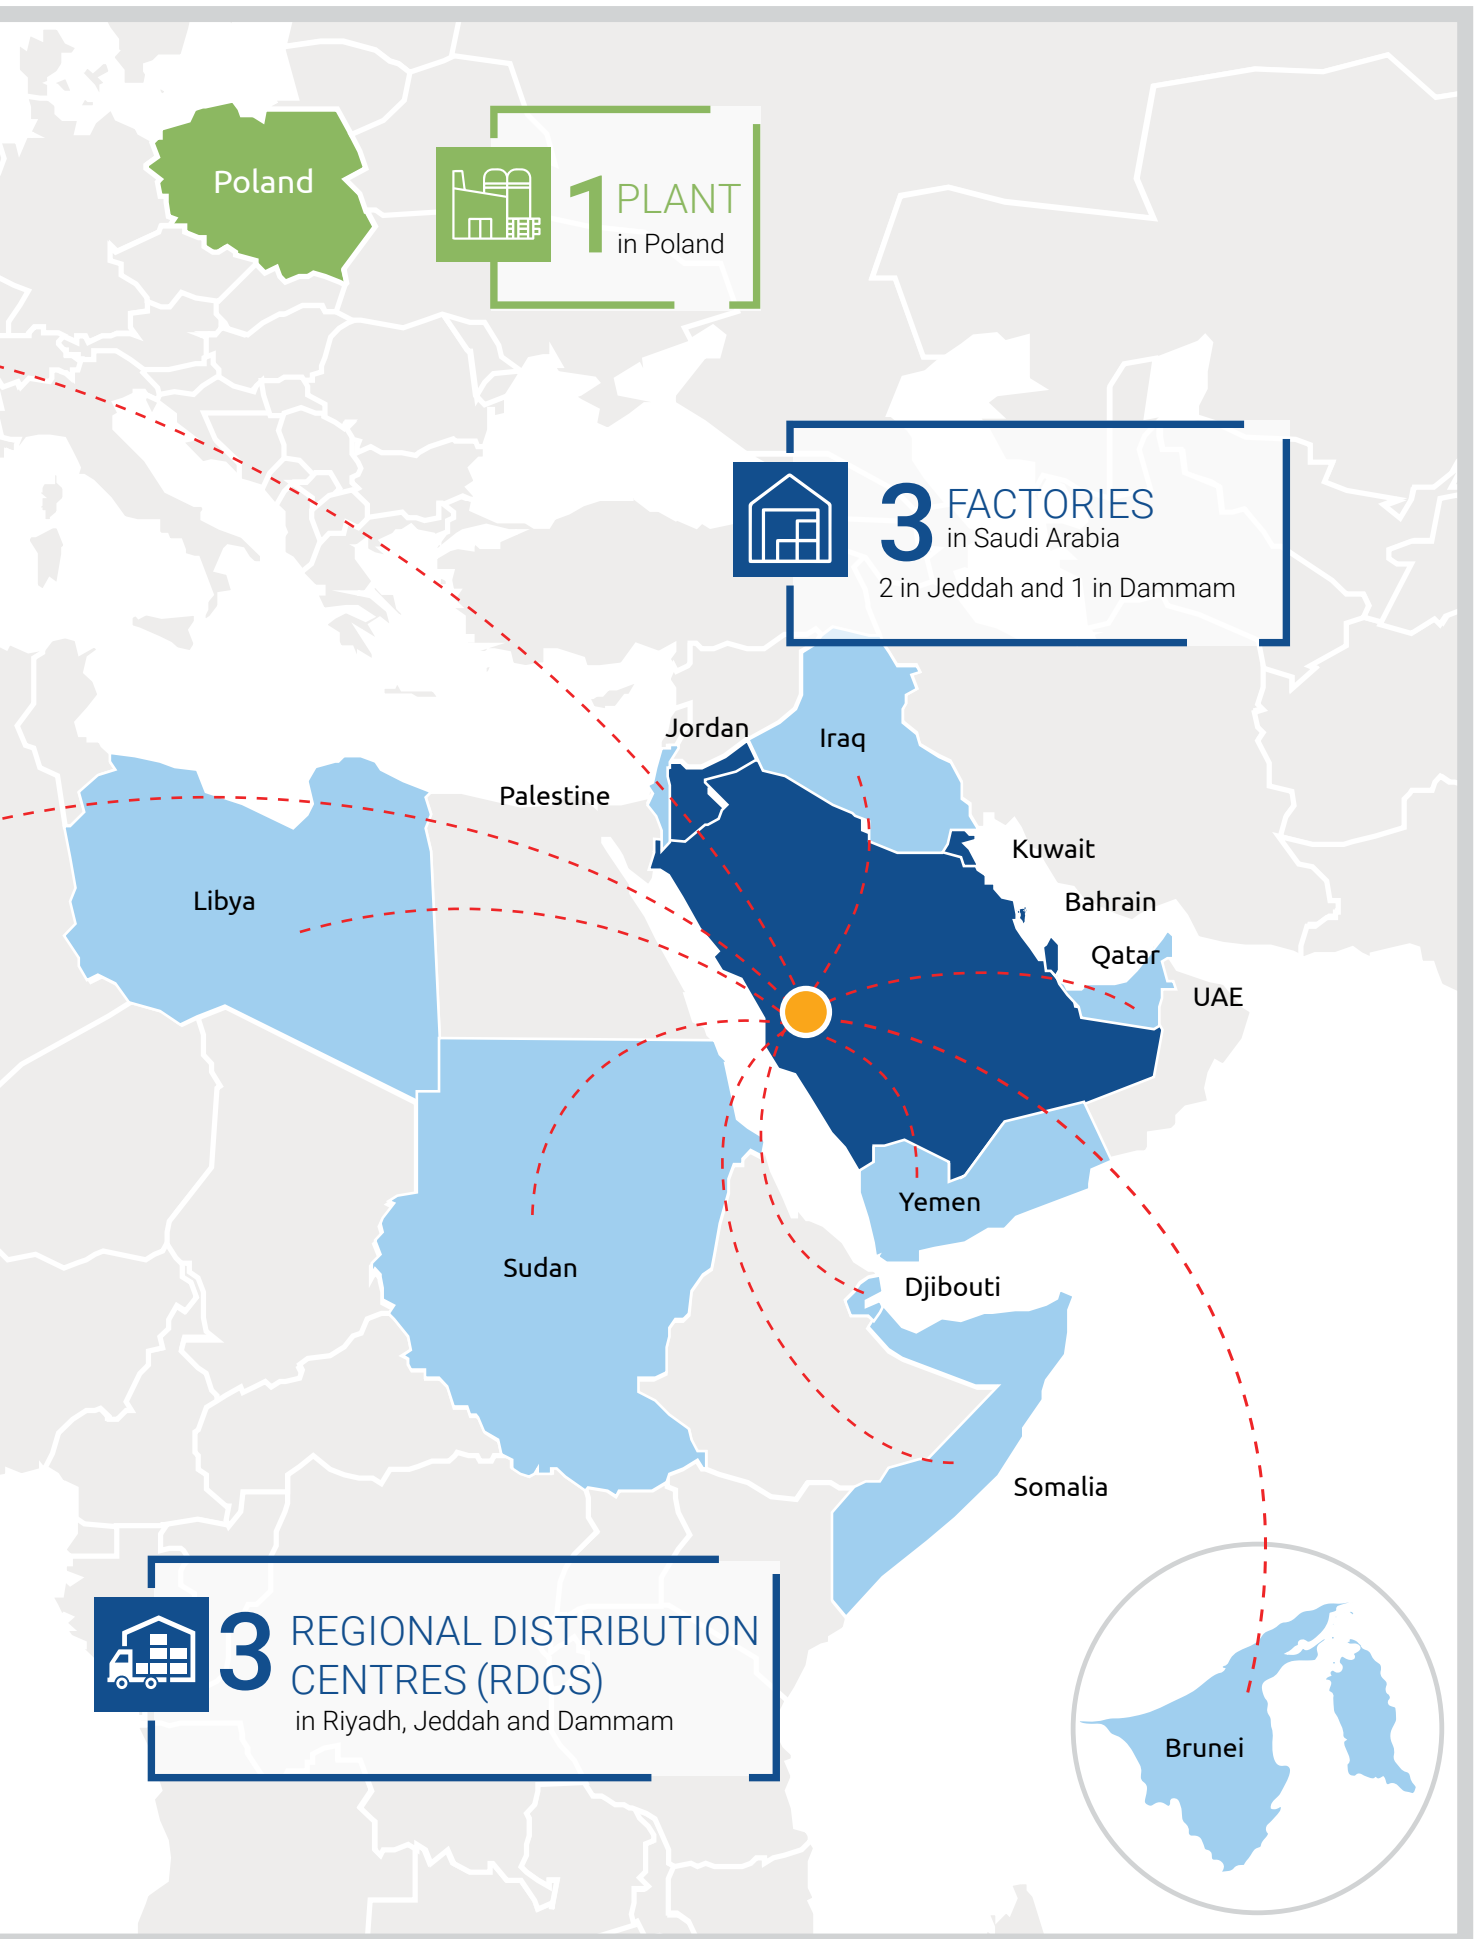 Poland
1 PLANT
in Poland
3 FACTORIES
in Saudi Arabia
2 in Jeddah and 1 in Dammam
Jordan
Iraq
Palestine
Kuwait
Libya
Bahrain
Qatar
UAE
Yemen
Sudan
Djibouti
Somalia
3 REGIONAL DISTRIBUTION
CENTRES (RDCS)
in Riyadh, Jeddah and Dammam
Brunei